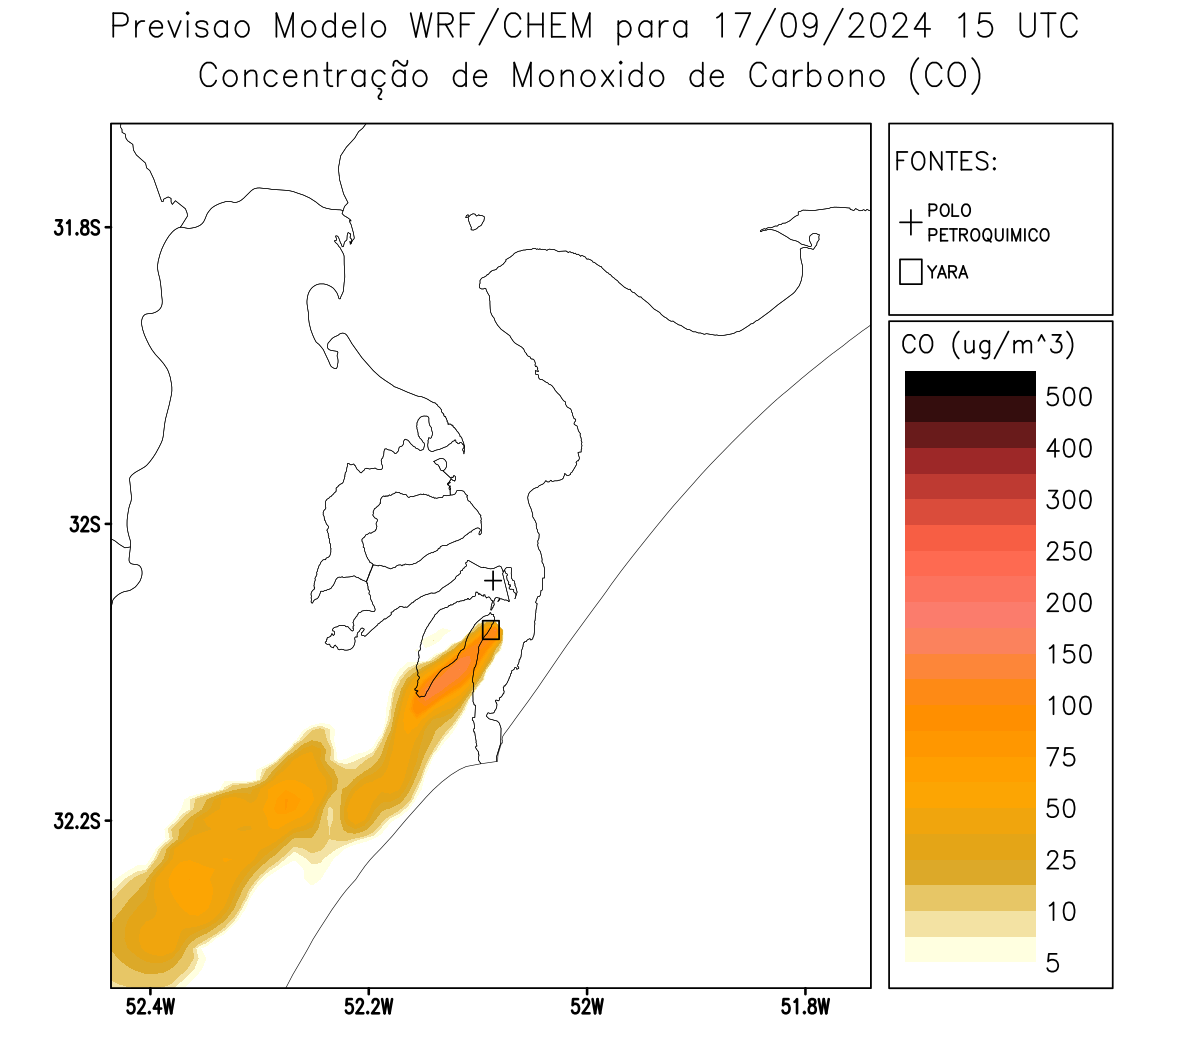 Previsao Modelo WRF/CHEM para 17/09/2024 15 UTC
Concentração de Monoxido de Carbono (CO)
FONTES:
POLO
PETROQUIMICO
YARA
CO (ug/m^3)
500
400
300
250
200
150
100
75
50
25
10
5
31.8S
32S
32.2S
52.4W
52.2W
52W
51.8W